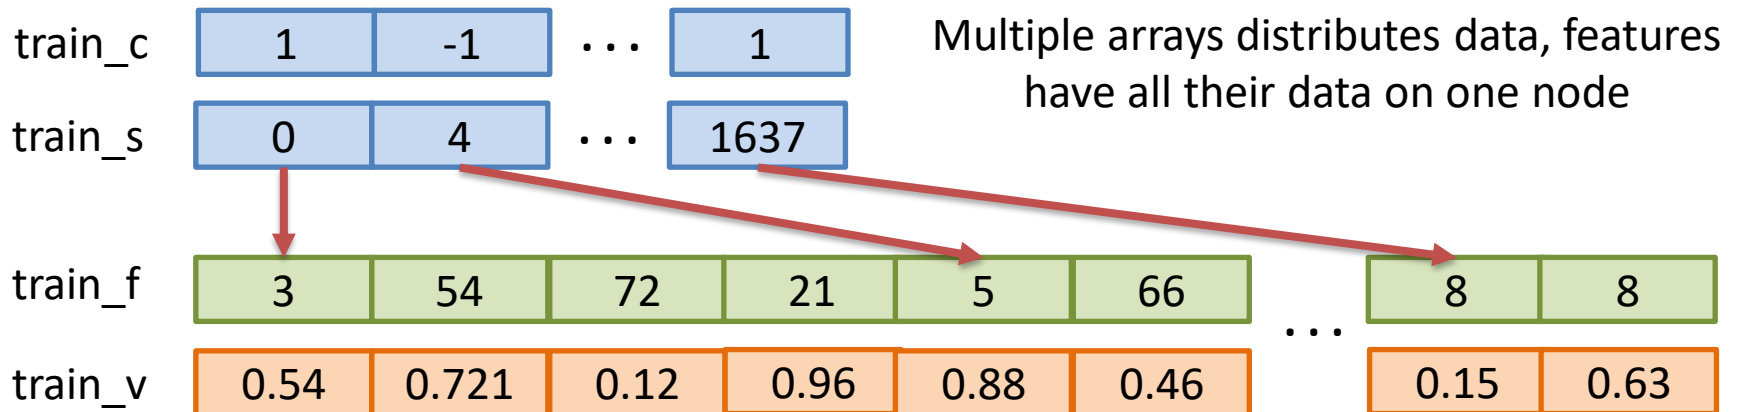 train_c 1 -1 ... 1
Multiple arrays distributes data, features
have all their data on one node
train_s 0 4 ... 1637
train_f 3 54 72 21 5 66 ... 8 8
train_v 0.54 0.721 0.12 0.96 0.88 0.46 0.15 0.63